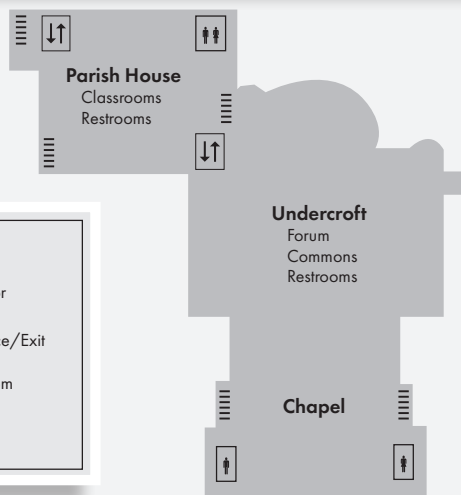 Parish House
Classrooms
Restrooms
Undercroft
Forum
Commons
Restrooms
Chapel
/Exit